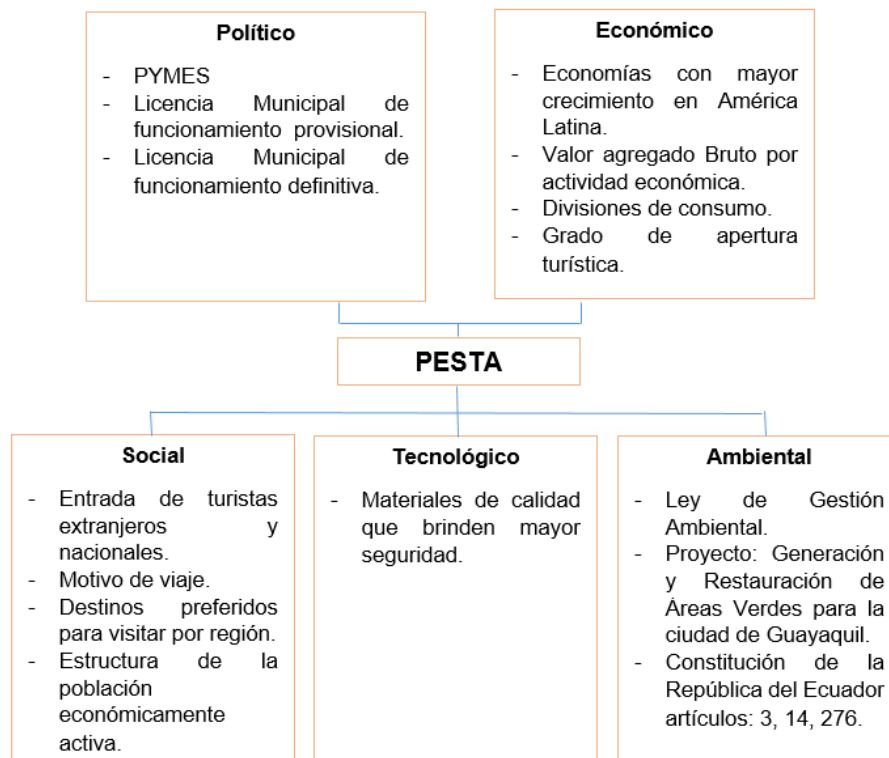 Político
- PYMES
- Licencia Municipal de
funcionamiento provisional.
- Licencia Municipal de
funcionamiento definitiva.
Económico
- Economías con mayor
crecimiento en América
Latina.
- Valor agregado Bruto por
actividad económica.
- Divisiones de consumo.
- Grado de apertura
turística.
PESTA
Social
- Entrada de turistas
extranjeros y
nacionales.
- Motivo de viaje.
- Destinos preferidos
para visitar por región.
- Estructura de la
población
económicamente
activa.
Tecnológico
- Materiales de calidad
que brinden mayor
seguridad.
Ambiental
- Ley de Gestión
Ambiental.
- Proyecto: Generación
y Restauración de
Áreas Verdes para la
ciudad de Guayaquil.
- Constitución de la
República del Ecuador
artículos: 3, 14, 276.